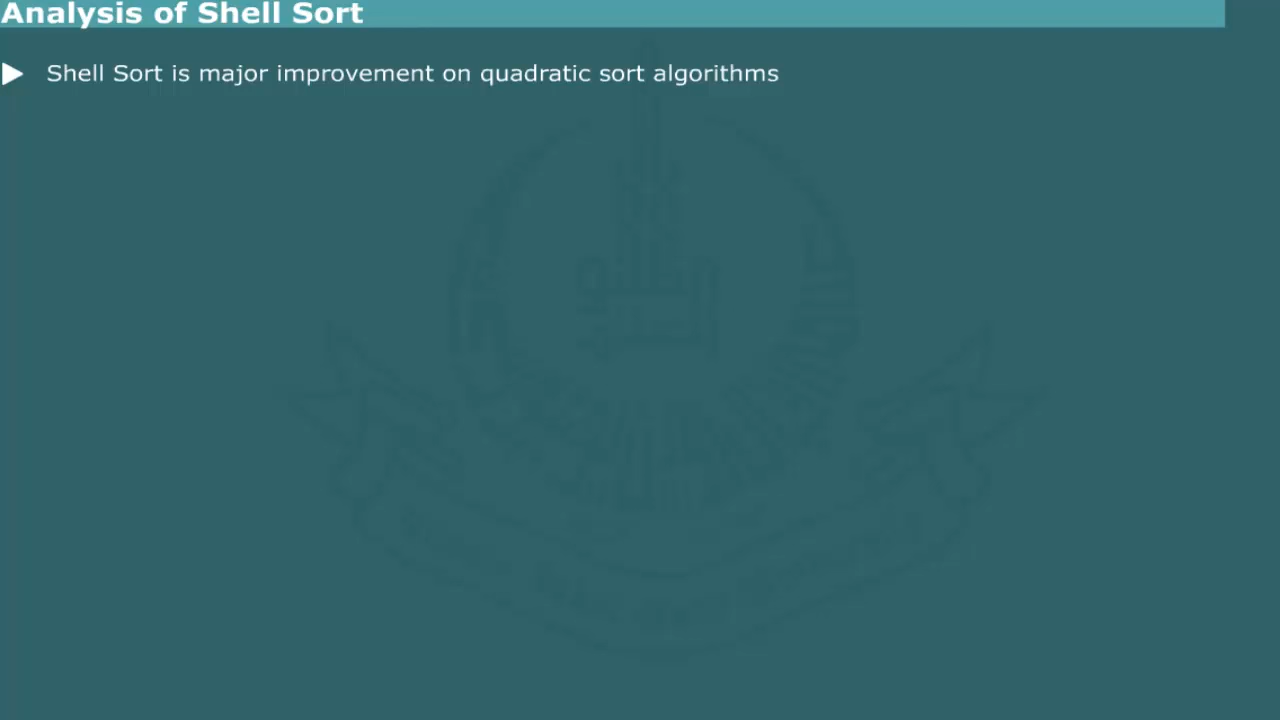 Analysis of Shell Sort
Shell Sort is major improvement on quadratic sort algorithms